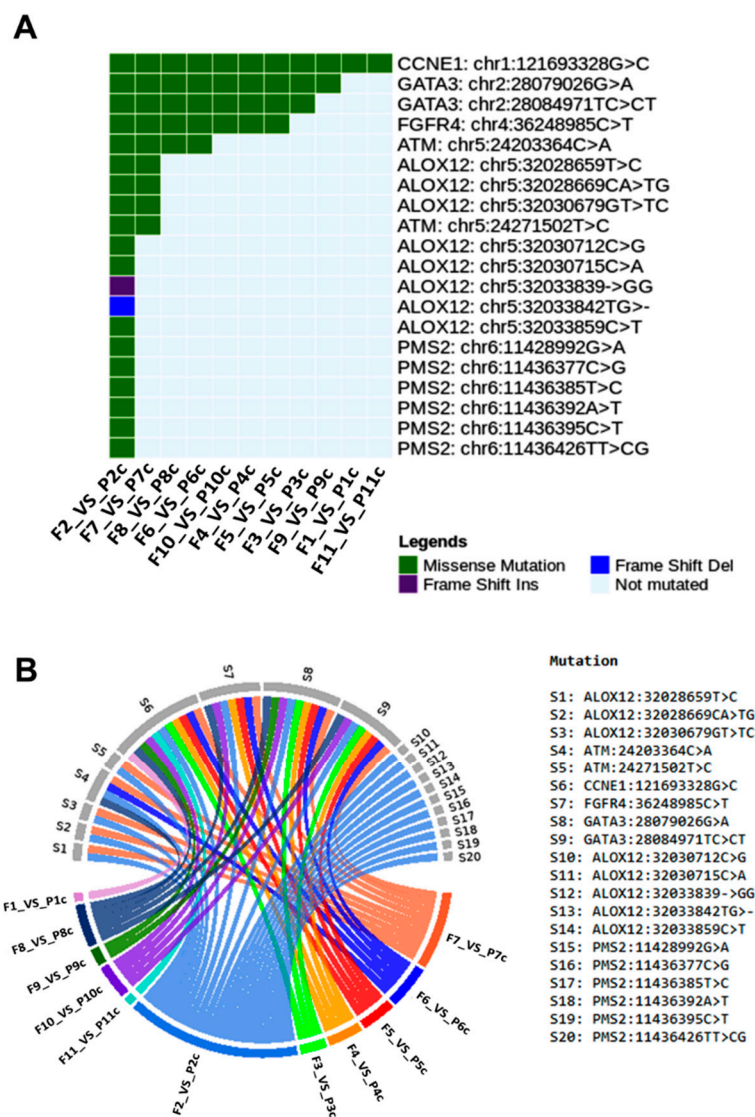 A
CCNE1: chr1:121693328G>C
GATA3: chr2:28079026G>A
GATA3: chr2:28084971TC>CT
FGFR4: chr4:36248985C>T
ATM: chr5:24203364C>A
ALOX12: chr5:32028659T>C
ALOX12: chr5:32028669CA>TG
ALOX12: chr5:32030679GT>TC
ATM: chr5:24271502T>C
ALOX12: chr5:32030712C>G
ALOX12: chr5:32030715C>A
ALOX12: chr5:32033839->GG
ALOX12: chr5:32033842TG>-
ALOX12: chr5:32033859C>T
PMS2: chr6:11428992G>A
PMS2: chr6:11436377C>G
PMS2: chr6:11436385T>C
PMS2: chr6:11436392A>T
PMS2: chr6:11436395C>T
PMS2: chr6:11436426TT>CG
F2_VS_P2c
F7_VS_P7c
F8_VS_P8c
F6_VS_P6c
F10_VS_P10c
F4_VS_P4c
F5_VS_P5c
F3_VS_P3c
F9_VS_P9c
F1_VS_P1c
F11_VS_P11c
Legends
Missense Mutation
Frame Shift Del
Frame Shift Ins
Not mutated
B
S1
S2
S3
S4
S5
S6
S7
S8
S9
S10
S11
S12
S13
S14
S15
S16
S17
S18
S19
S20
F1_VS_P1c
F8_VS_P8c
F9_VS_P9c
F10_VS_P10c
F11_VS_P11c
F2_VS_P2c
F3_VS_P3c
F4_VS_P4c
F5_VS_P5c
F6_VS_P6c
F7_VS_P7c
Mutation
S1: ALOX12:32028659T>C
S2: ALOX12:32028669CA>TG
S3: ALOX12:32030679GT>TC
S4: ATM:24203364C>A
S5: ATM:24271502T>C
S6: CCNE1:121693328G>C
S7: FGFR4:36248985C>T
S8: GATA3:28079026G>A
S9: GATA3:28084971TC>CT
S10: ALOX12:32030712C>G
S11: ALOX12:32030715C>A
S12: ALOX12:32033839->GG
S13: ALOX12:32033842TG>-
S14: ALOX12:32033859C>T
S15: PMS2:11428992G>A
S16: PMS2:11436377C>G
S17: PMS2:11436385T>C
S18: PMS2:11436392A>T
S19: PMS2:11436395C>T
S20: PMS2:11436426TT>CG